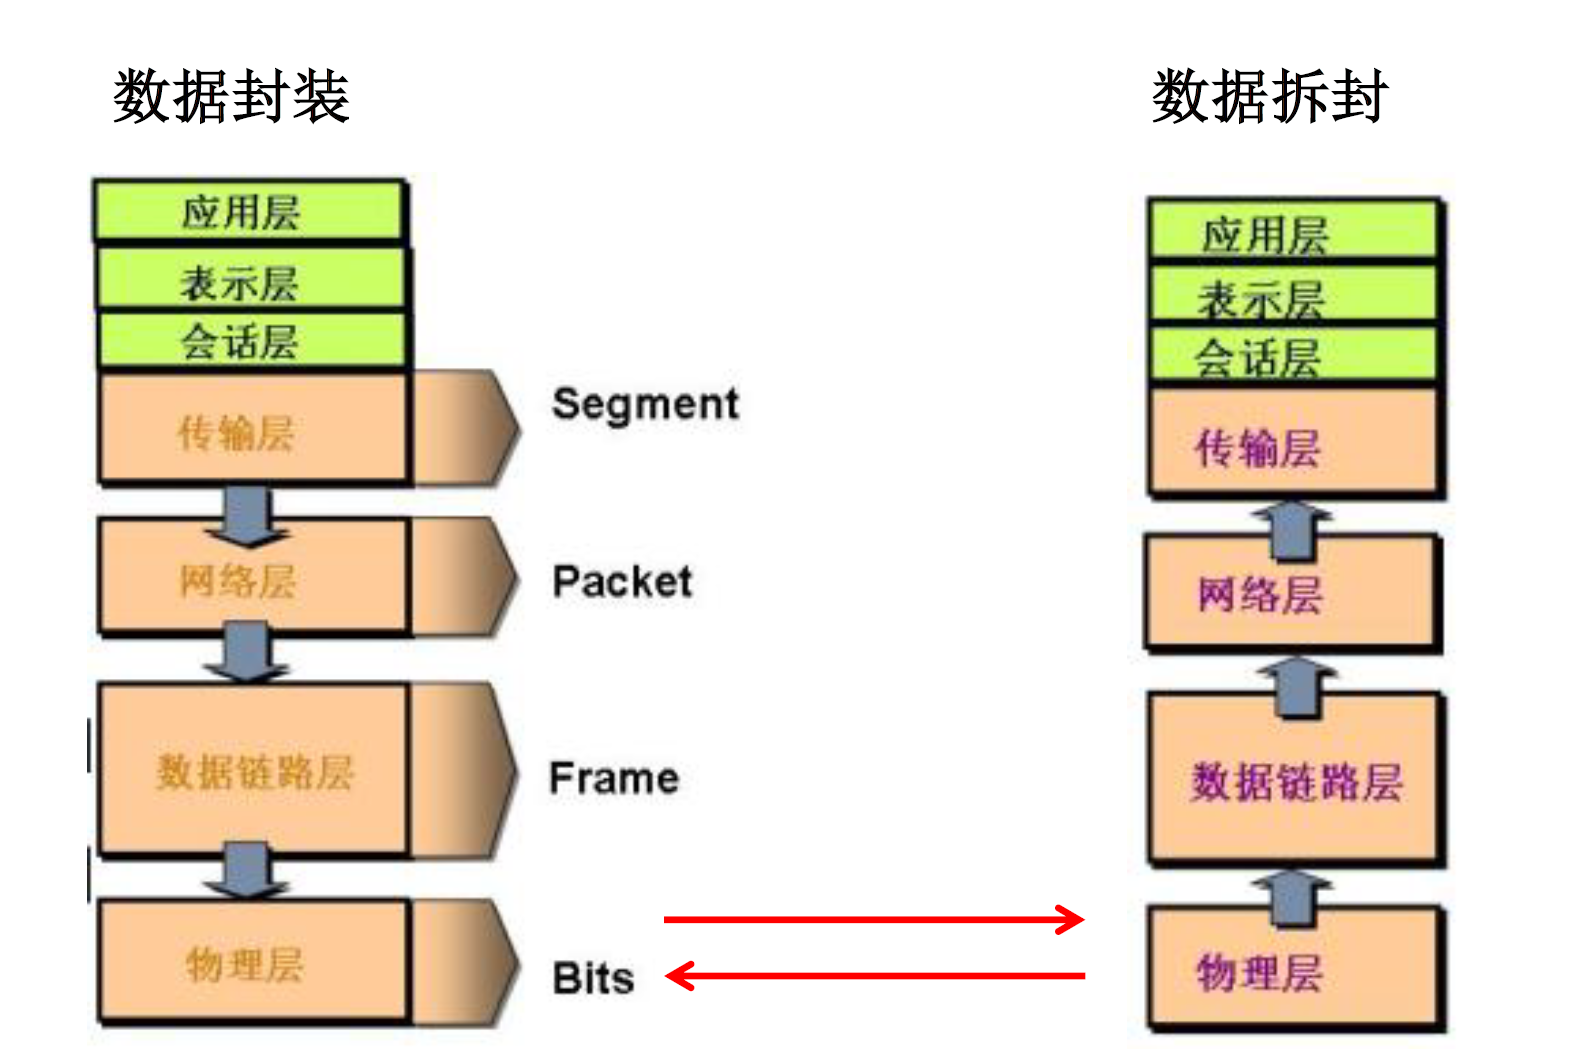 数据封装
数据拆封
应用层
表示层
会话层
传输层
Segment
网络层
Packet
数据链路层
Frame
物理层
Bits
应用层
表示层
会话层
传输层
网络层
数据链路层
物理层